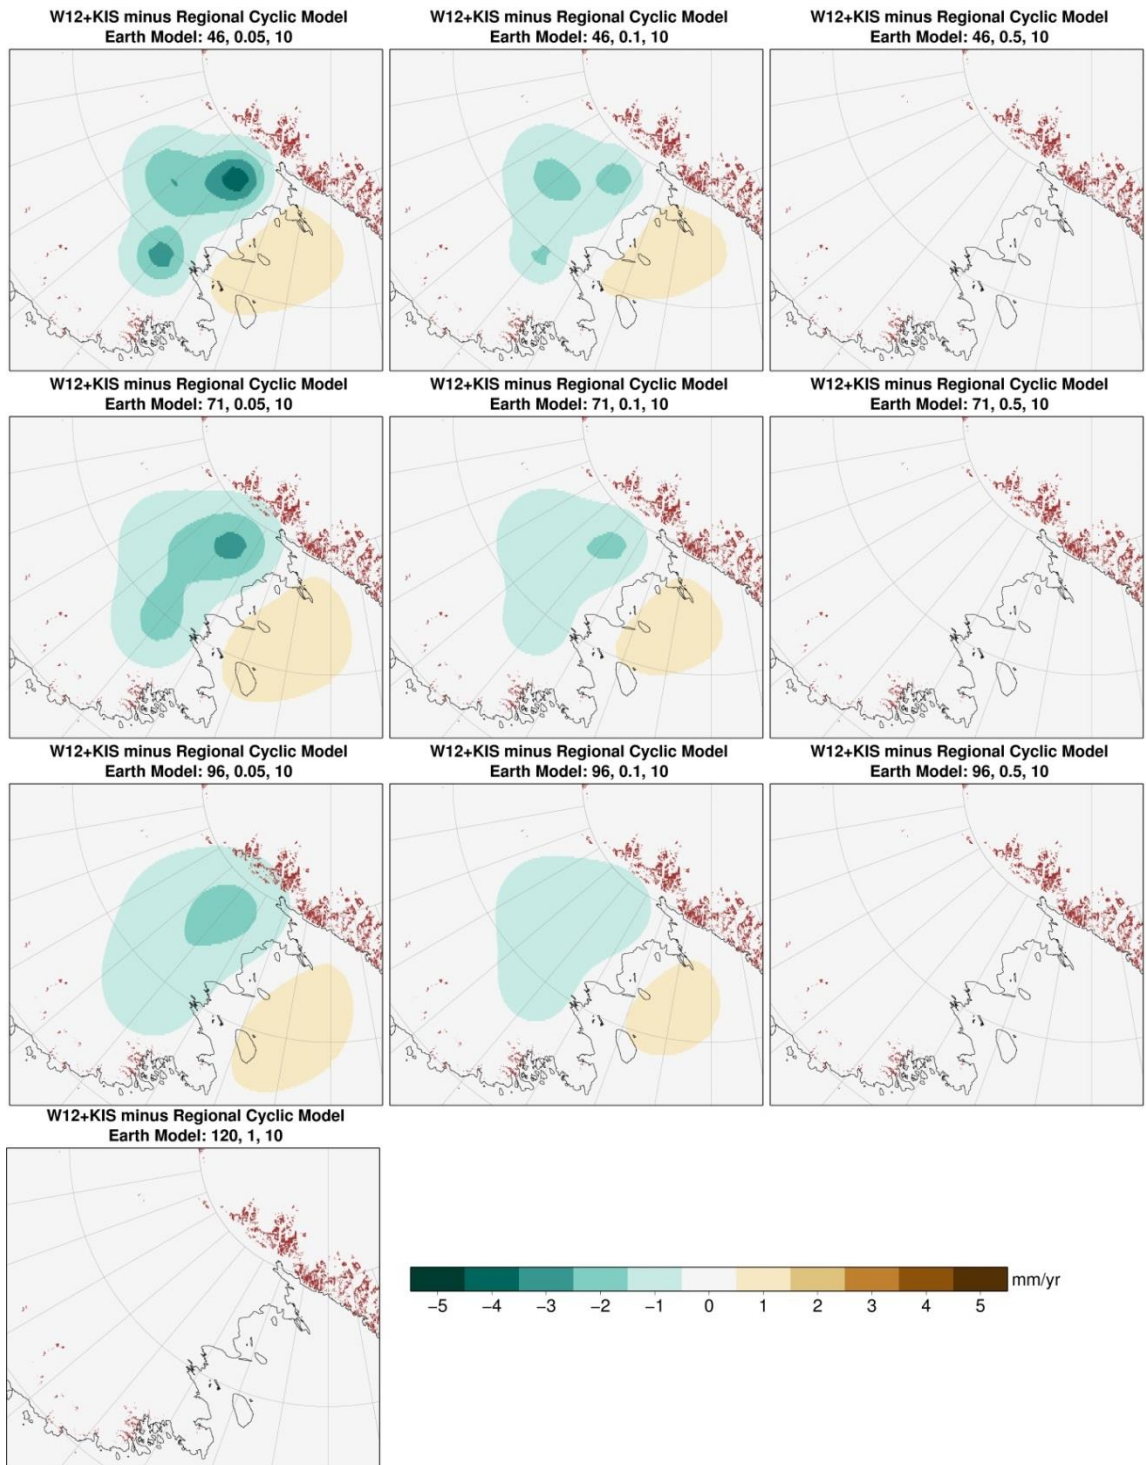 W12+KIS minus Regional Cyclic Model
Earth Model: 46, 0.05, 10
W12+KIS minus Regional Cyclic Model
Earth Model: 46, 0.1, 10
W12+KIS minus Regional Cyclic Model
Earth Model: 46, 0.5, 10
W12+KIS minus Regional Cyclic Model
Earth Model: 71, 0.05, 10
W12+KIS minus Regional Cyclic Model
Earth Model: 71, 0.1, 10
W12+KIS minus Regional Cyclic Model
Earth Model: 71, 0.5, 10
W12+KIS minus Regional Cyclic Model
Earth Model: 96, 0.05, 10
W12+KIS minus Regional Cyclic Model
Earth Model: 96, 0.1, 10
W12+KIS minus Regional Cyclic Model
Earth Model: 96, 0.5, 10
W12+KIS minus Regional Cyclic Model
Earth Model: 120, 1, 10
mm/yr
−5 −4 −3 −2 −1 0 1 2 3 4 5